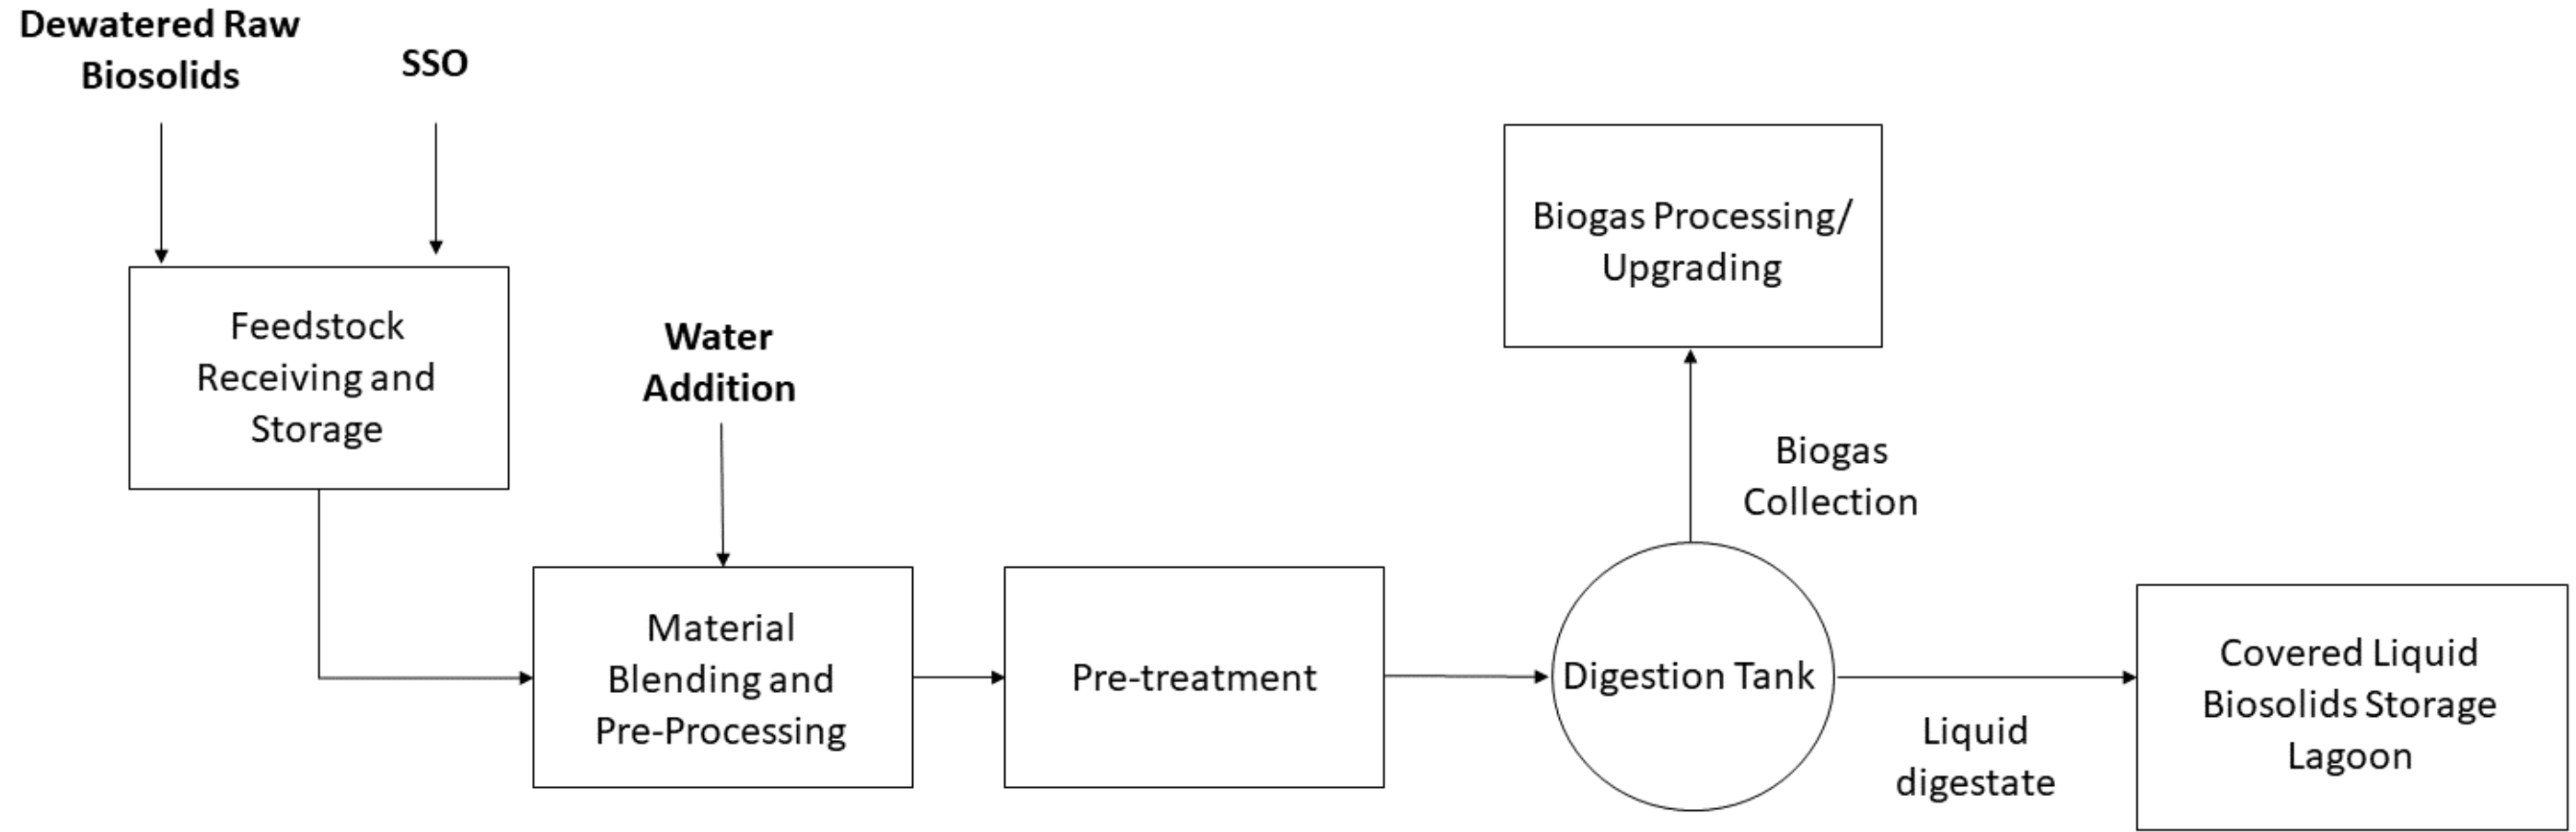 Dewatered Raw
Biosolids
SSO
Feedstock
Receiving and
Storage
Water
Addition
Material
Blending and
Pre-Processing
Pre-treatment
Digestion Tank
Biogas Processing/
Upgrading
Biogas
Collection
Liquid
digestate
Covered Liquid
Biosolids Storage
Lagoon